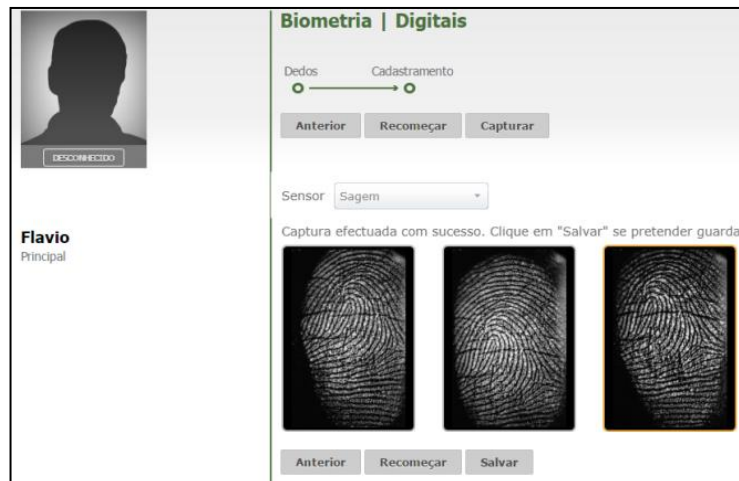 Biometria | Digitais
Dedos Cadastramento
Anterior Recomeçar Capturar
DESCONHECIDO
Sensor Sagem
Flavio
Principal
Captura efectuada com sucesso. Clique em "Salvar" se pretender guarda
Anterior Recomeçar Salvar